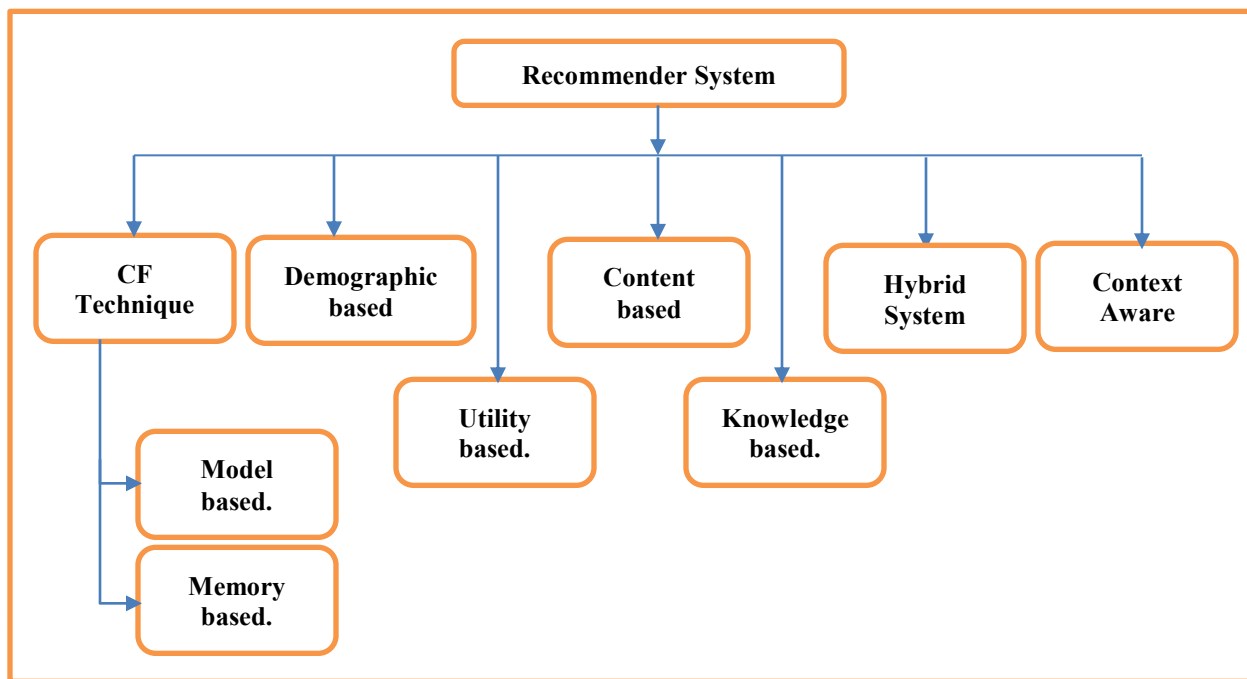 Recommender System
CF
Technique
Demographic
based
Content
based
Hybrid
System
Context
Aware
Utility
based.
Knowledge
based.
Model
based.
Memory
based.